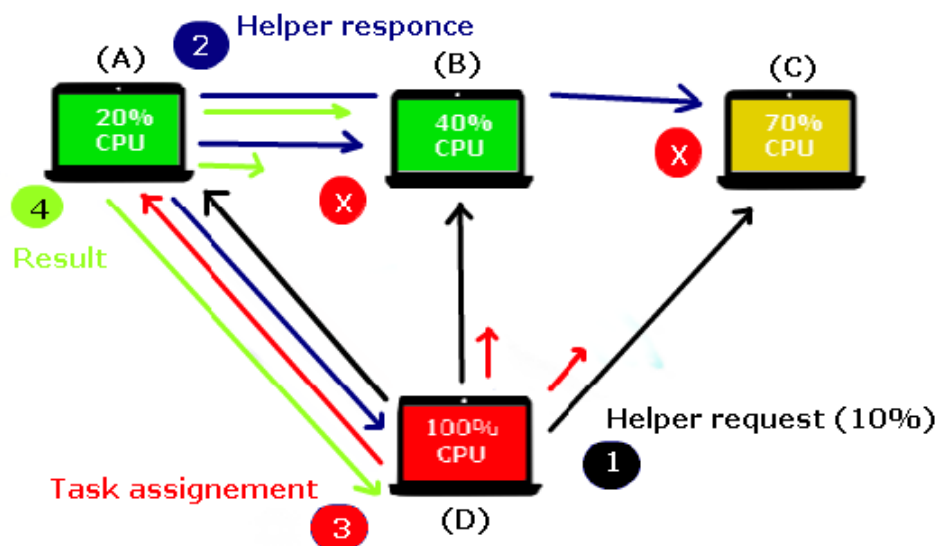 2 Helper responce
(A)
(B)
(C)
20%
CPU
40%
CPU
70%
CPU
X
X
4
Result
100%
CPU
Helper request (10%)
1
Task assignement
3
(D)